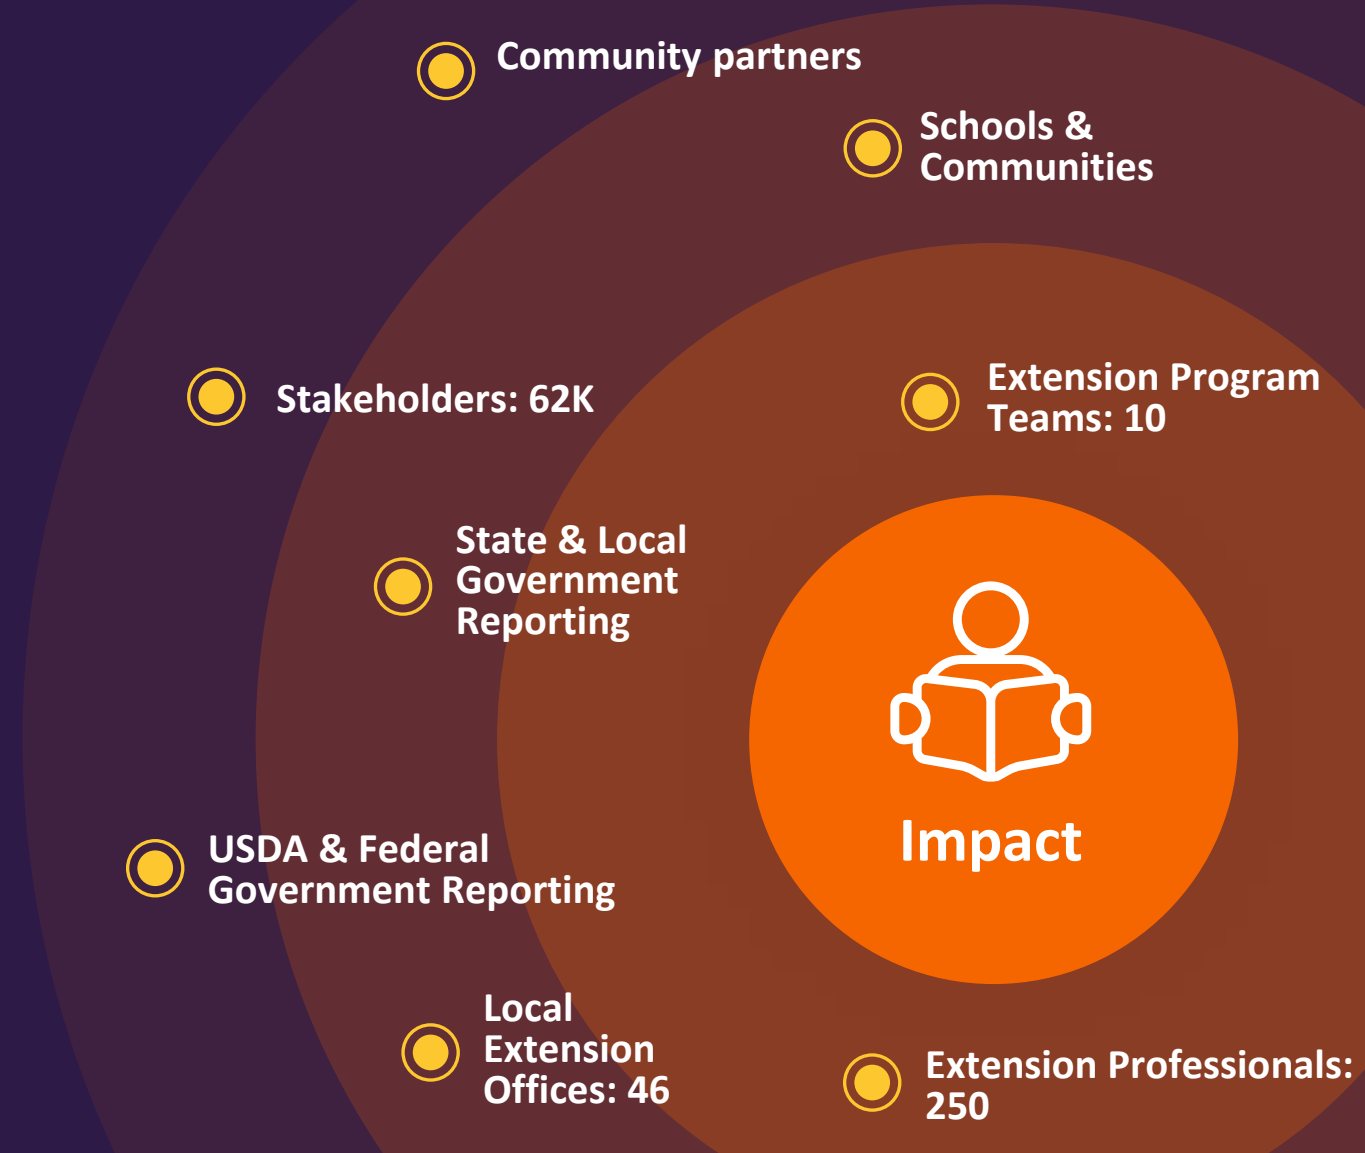 Community partners
Schools &
Communities
Extension Program
Teams: 10
Stakeholders: 62K
State & Local
Government
Reporting
Impact
USDA & Federal
Government Reporting
Local
Extension
Offices: 46
Extension Professionals:
250